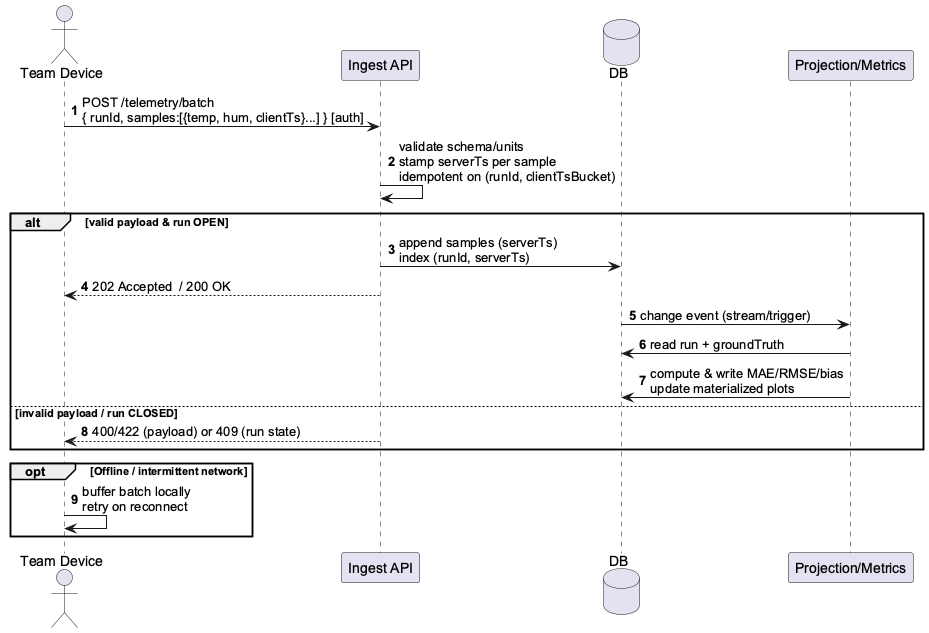 Team Device
Ingest API
DB
Projection/Metrics
1 POST /telemetry/batch
{ runId, samples:[{temp, hum, clientTs}...] } [auth]
2 validate schema/units
stamp serverTs per sample
idempotent on (runId, clientTsBucket)
alt [valid payload & run OPEN]
3 append samples (serverTs)
index (runId, serverTs)
4 202 Accepted / 200 OK
5 change event (stream/trigger)
6 read run + groundTruth
7 compute & write MAE/RMSE/bias
update materialized plots
[invalid payload / run CLOSED]
8 400/422 (payload) or 409 (run state)
opt [Offline / intermittent network]
9 buffer batch locally
retry on reconnect
Team Device
Ingest API
DB
Projection/Metrics